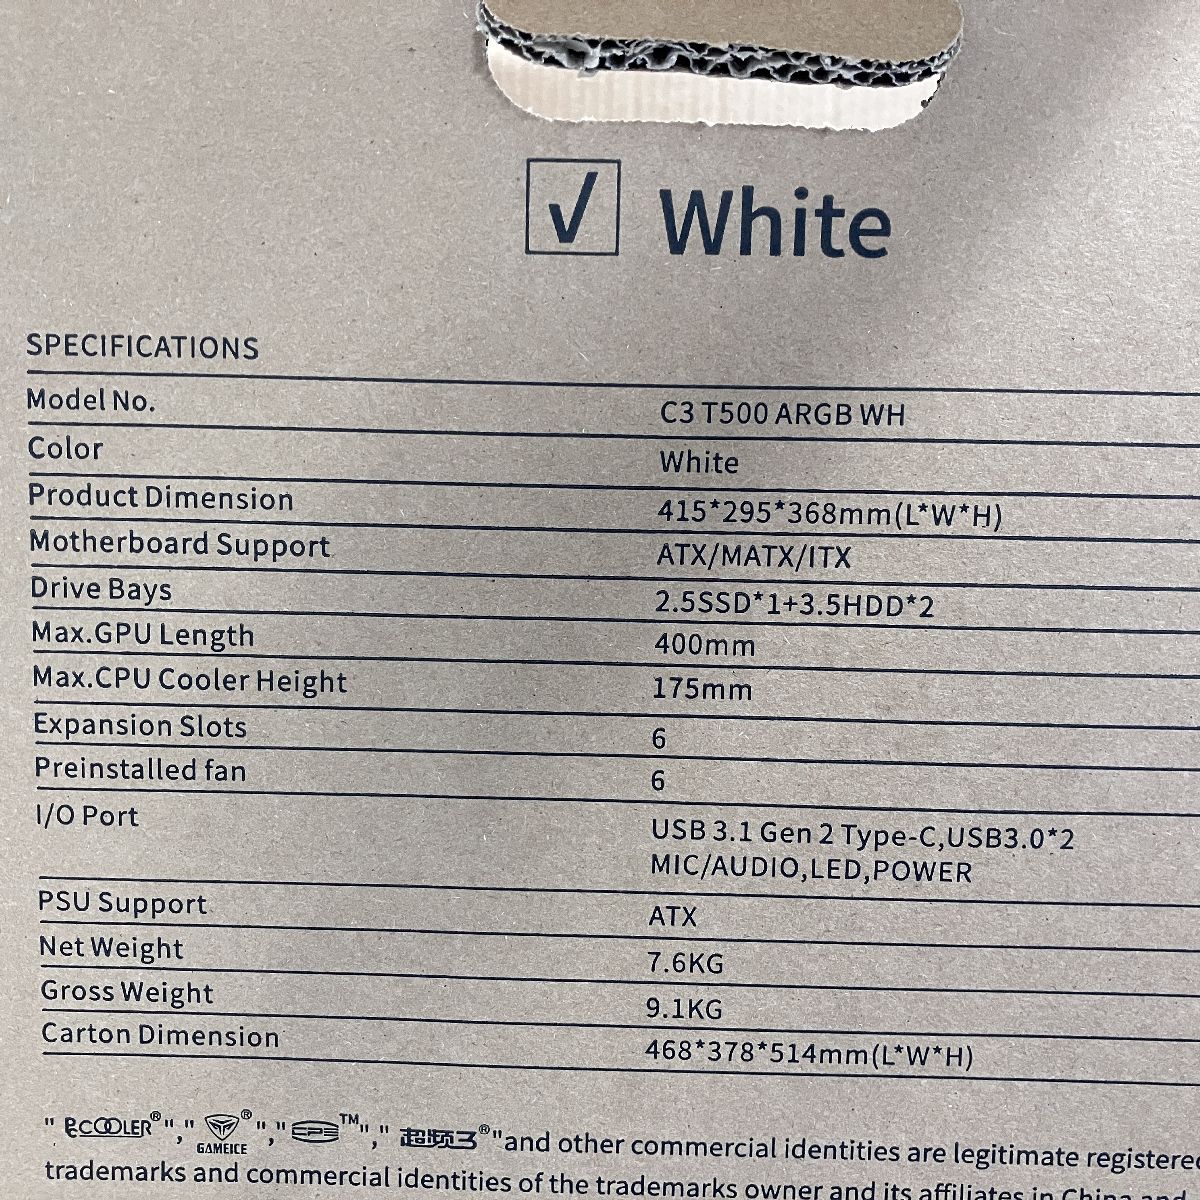 White
SPECIFICATIONS
Model No. C3 T500 ARGB WH
Color White
Product Dimension 415*295*368mm(L*W*H)
Motherboard Support ATX/MATX/ITX
Drive Bays 2.5SSD*1+3.5HDD*2
Max.GPU Length 400mm
Max.CPU Cooler Height 175mm
Expansion Slots 6
Preinstalled fan 6
I/O Port USB 3.1 Gen 2 Type-C,USB3.0*2
MIC/AUDIO,LED,POWER
PSU Support ATX
Net Weight 7.6KG
Gross Weight 9.1KG
Carton Dimension 468*378*514mm(L*W*H)
"PCCOOLER®","GAMEICE®","CPS™","超频三®"and other commercial identities are legitimate registered
trademarks and commercial identities of the trademarks owner and its affiliates in China and